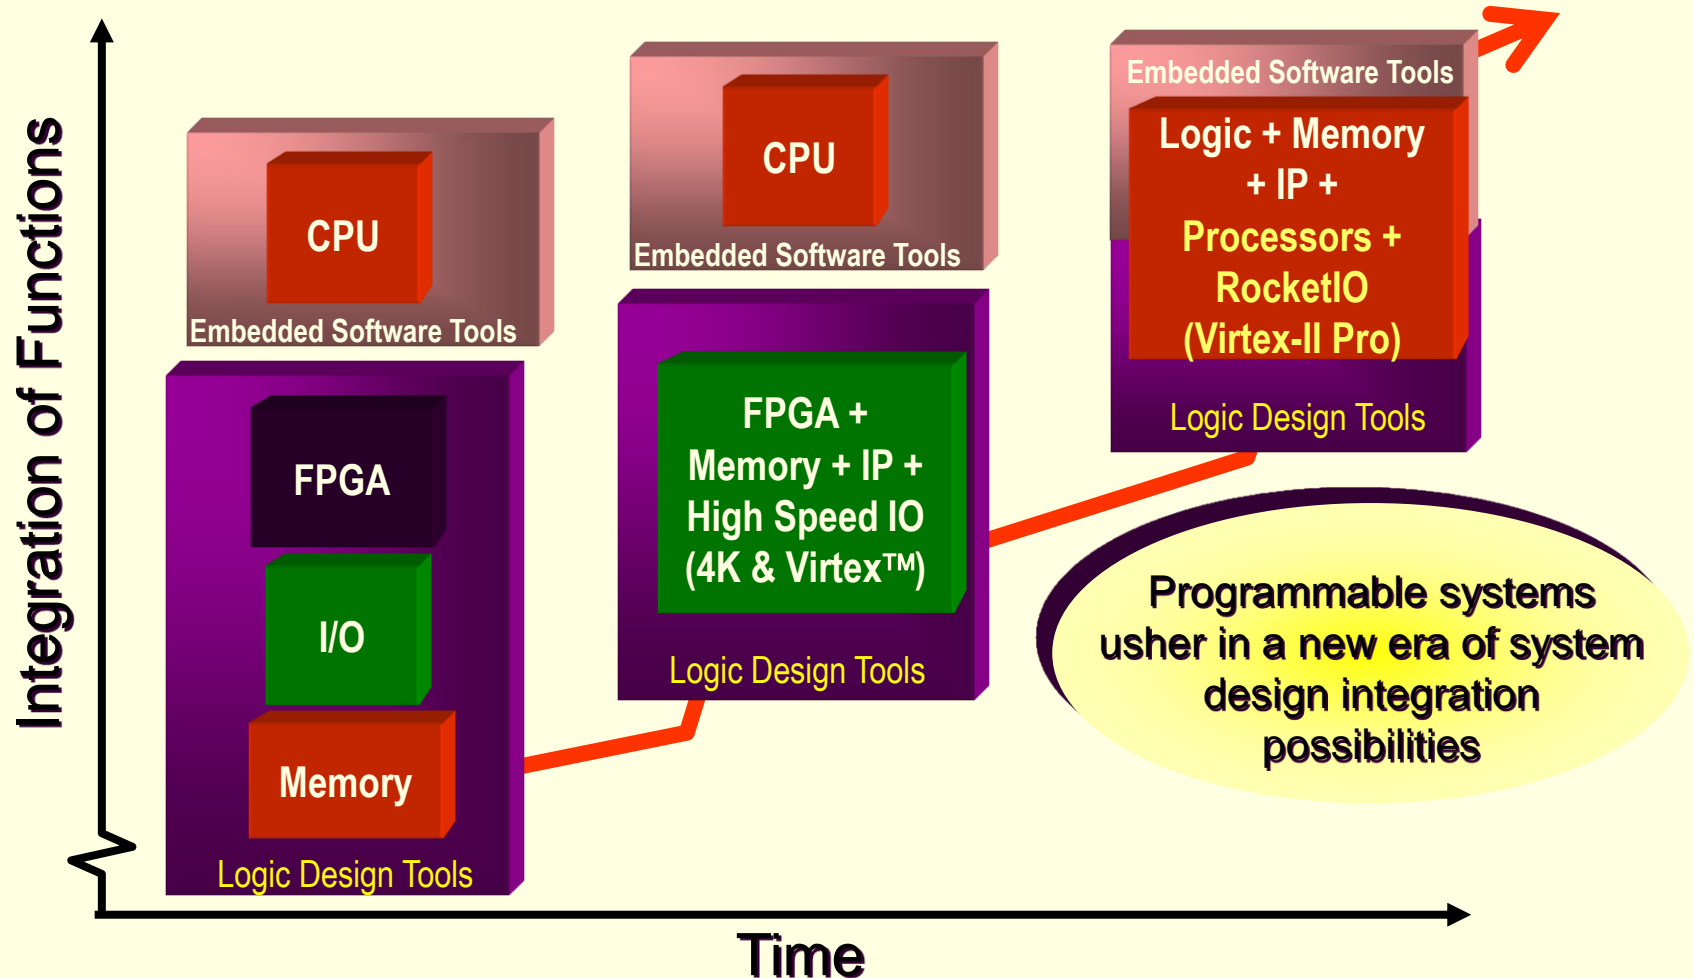 Integration of Functions
CPU
Embedded Software Tools
FPGA
I/O
Memory
Logic Design Tools
CPU
Embedded Software Tools
FPGA +
Memory + IP +
High Speed IO
(4K & Virtex™)
Logic Design Tools
Embedded Software Tools
Logic + Memory
+ IP +
Processors +
RocketIO
(Virtex-II Pro)
Logic Design Tools
Programmable systems
usher in a new era of system
design integration
possibilities
Time